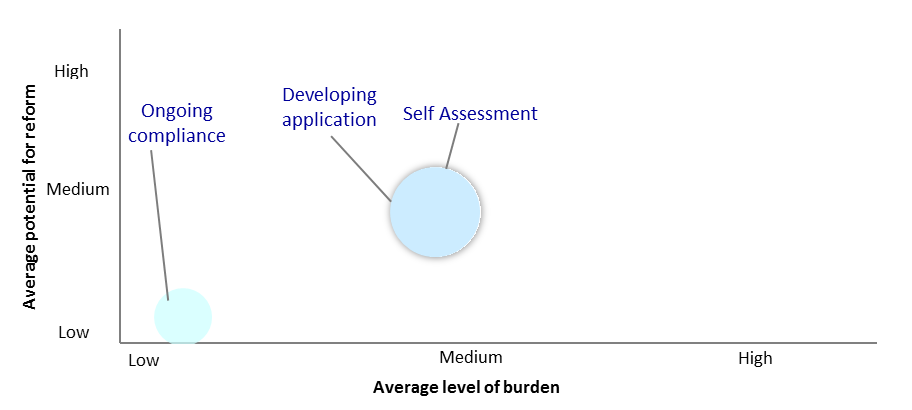 High
Developing
application
Ongoing
compliance
Self Assessment
Medium
Average potential for reform
Low
Low
Medium
High
Average level of burden